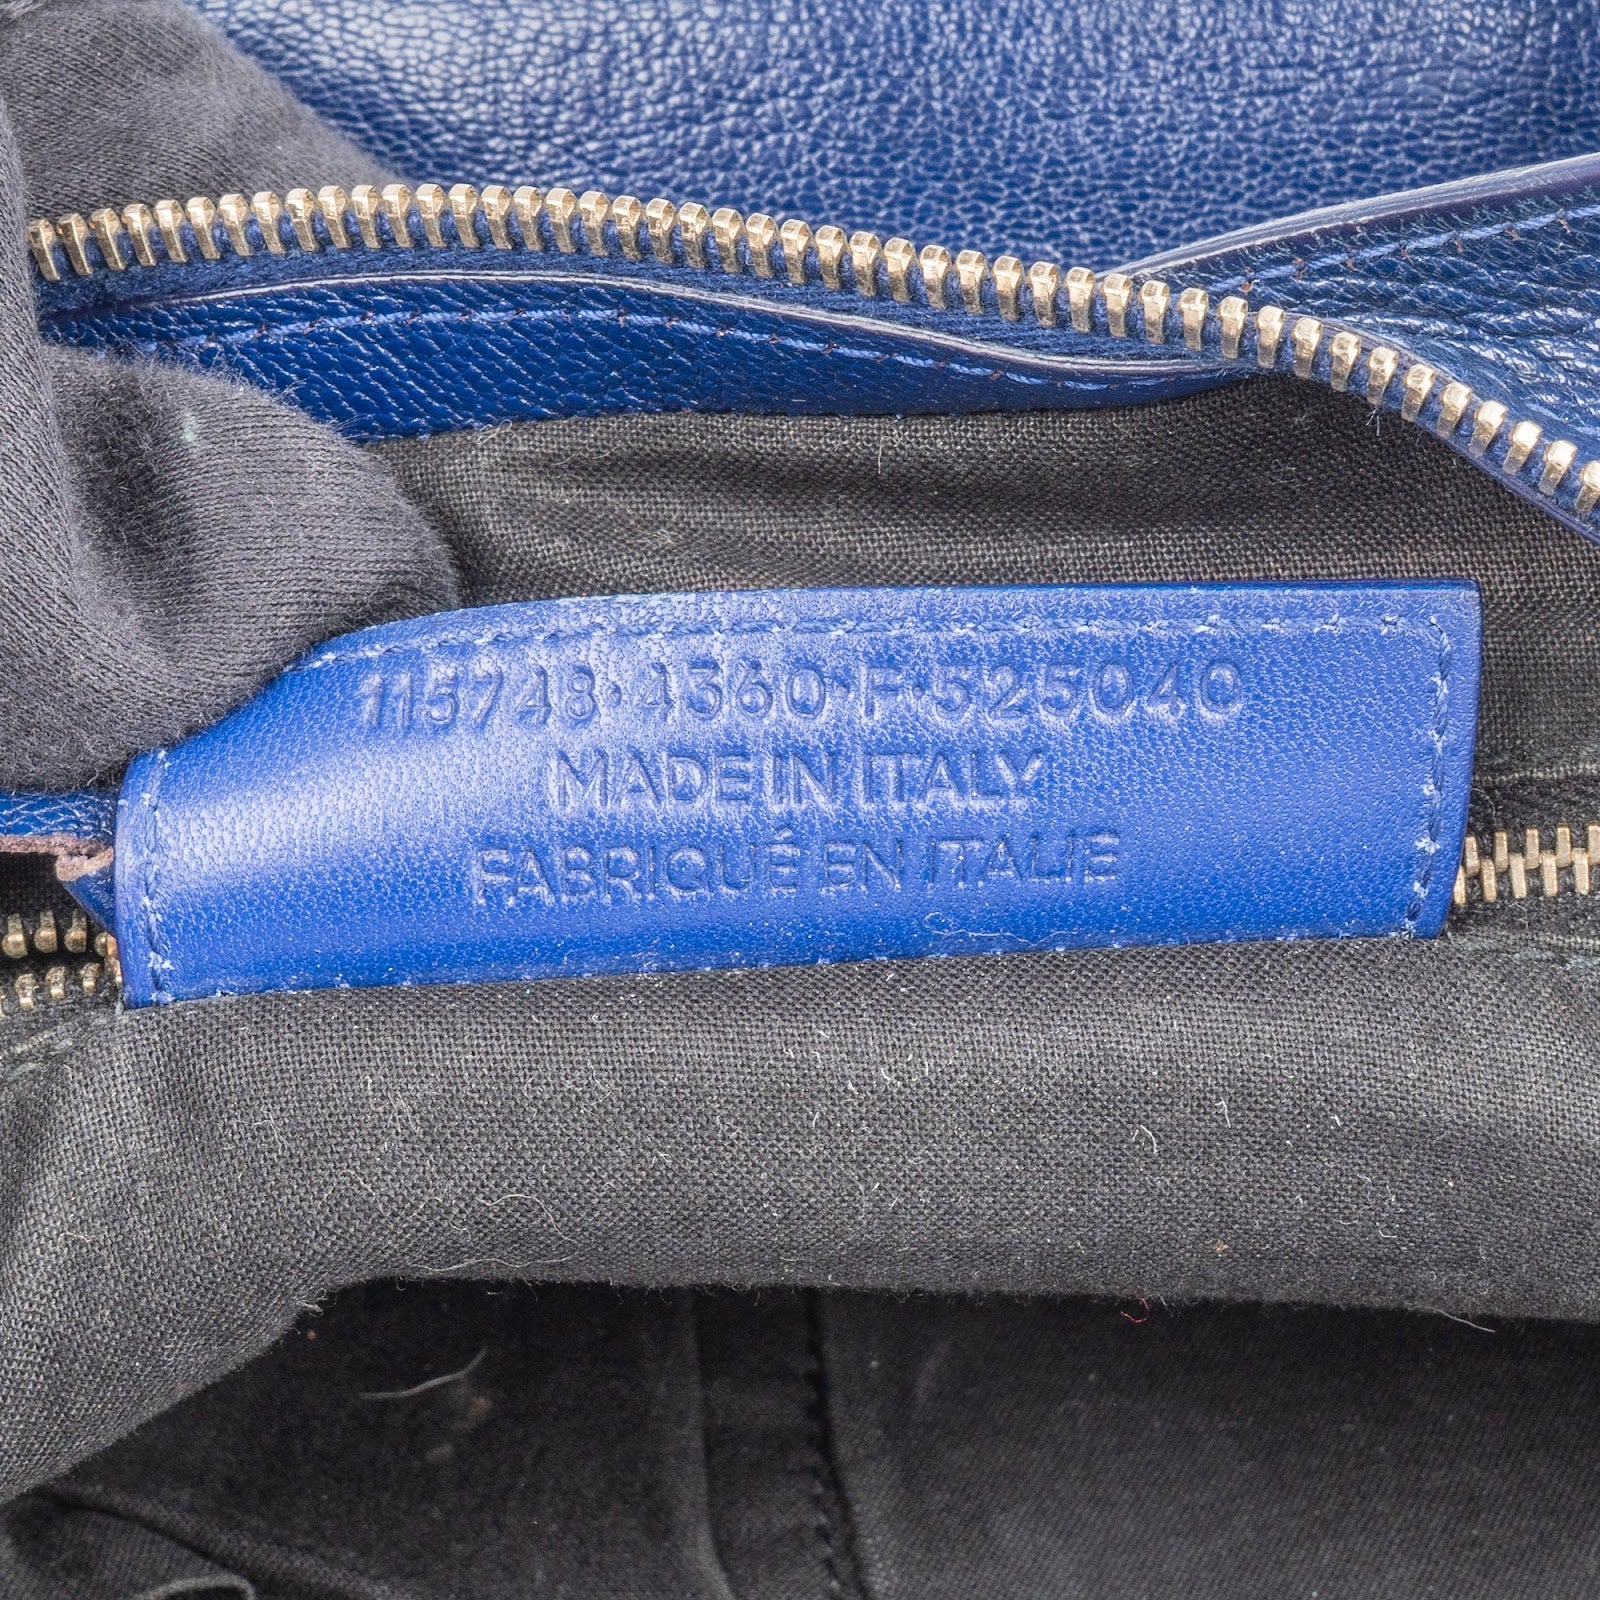 115748·4360·F·525040
MADE IN ITALY
FABRIQUÉ EN ITALIE